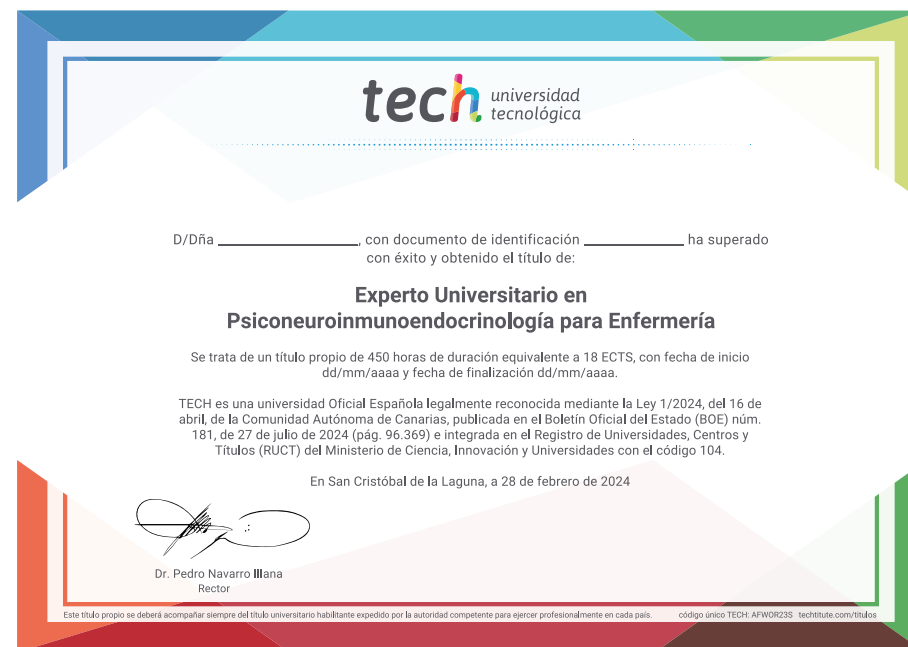 tech universidad
tecnológica
D/Dña ________________, con documento de identificación ____________ ha superado
con éxito y obtenido el título de:
Experto Universitario en
Psiconeuroinmunoendocrinología para Enfermería
Se trata de un título propio de 450 horas de duración equivalente a 18 ECTS, con fecha de inicio
dd/mm/aaaa y fecha de finalización dd/mm/aaaa.
TECH es una universidad Oficial Española legalmente reconocida mediante la Ley 1/2024, del 16 de
abril, de la Comunidad Autónoma de Canarias, publicada en el Boletín Oficial del Estado (BOE) núm.
181, de 27 de julio de 2024 (pág. 96.369) e integrada en el Registro de Universidades, Centros y
Títulos (RUCT) del Ministerio de Ciencia, Innovación y Universidades con el código 104.
En San Cristóbal de la Laguna, a 28 de febrero de 2024
Dr. Pedro Navarro Illana
Rector
Este título propio se deberá acompañar siempre del título universitario habilitante expedido por la autoridad competente para ejercer profesionalmente en cada país. código único TECH: AFWOR23S techtitute.com/titulos